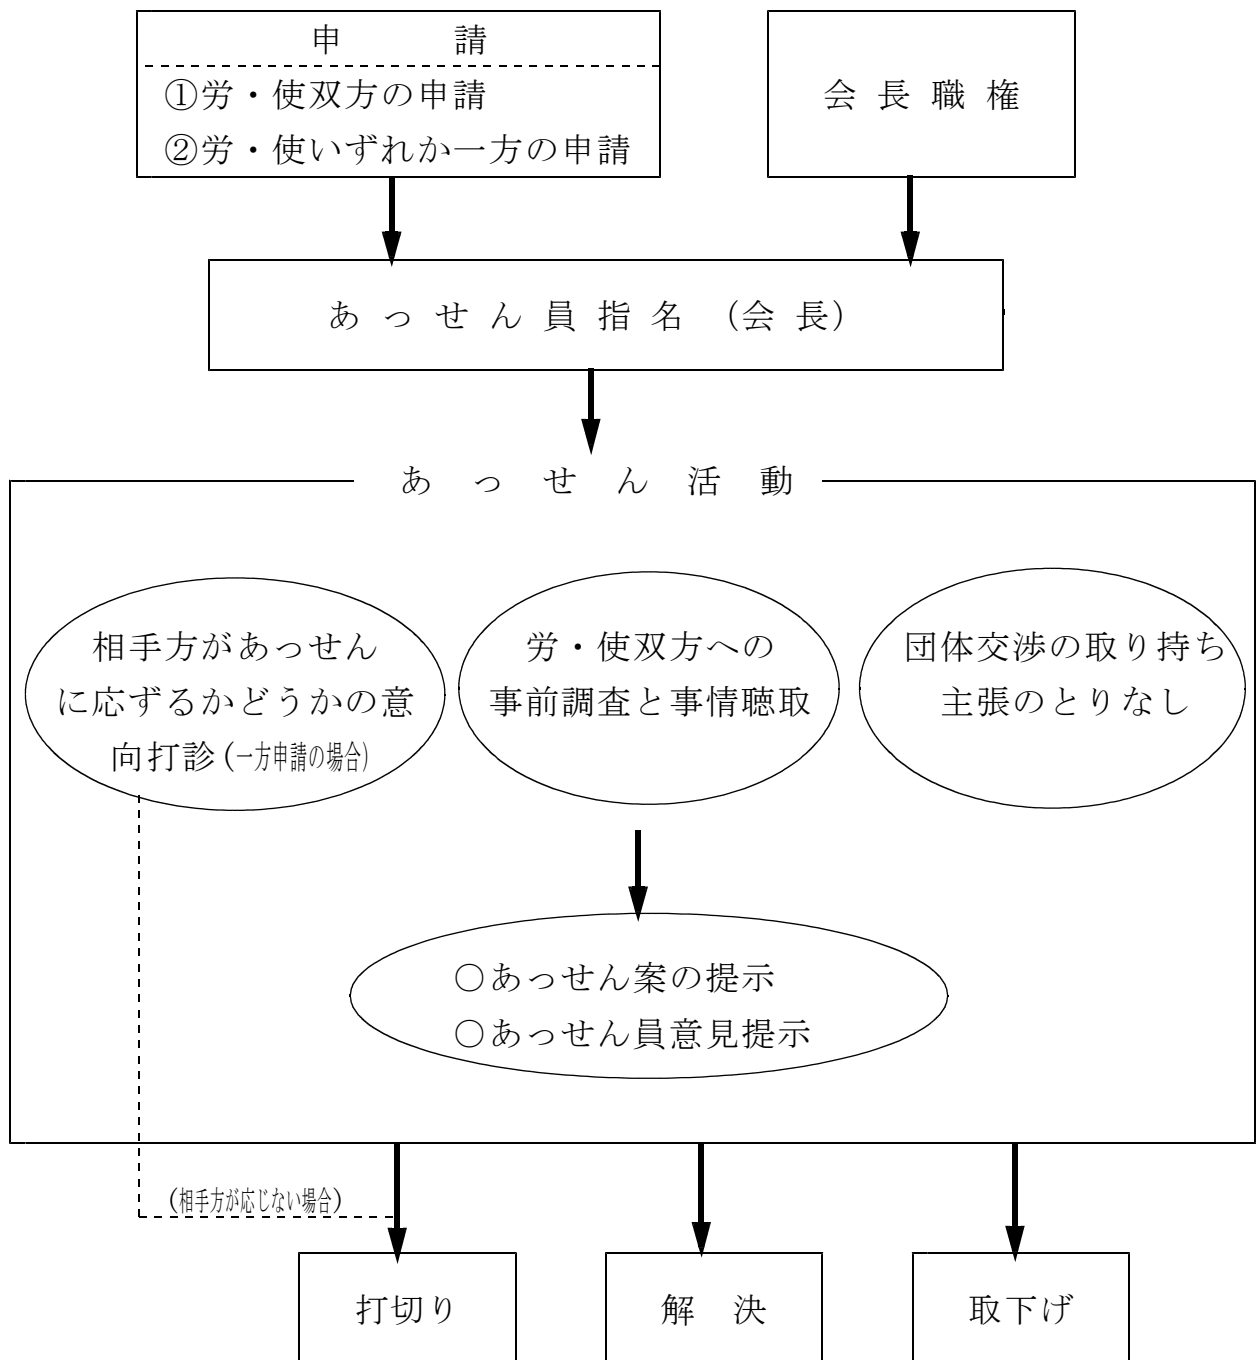 申　請
①労・使双方の申請
②労・使いずれか一方の申請
会長職権
あっせん員指名（会長）
あっせん活動
相手方があっせん
に応ずるかどうかの意
向打診（一方申請の場合）
労・使双方への
事前調査と事情聴取
団体交渉の取り持ち
主張のとりなし
○あっせん案の提示
○あっせん員意見提示
（相手方が応じない場合）
打切り
解　決
取下げ